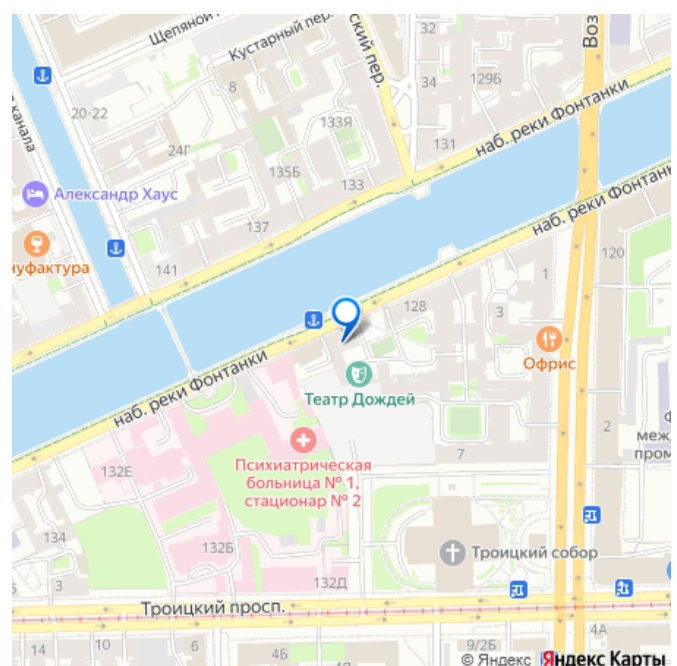 Щепяной п
Кустарный пер.
ский пер.
32
Воз
8
34
129Б
20-22
133Я
наб. реки Фонтанки
131
канала
24Г
135Б
133
Александр Хаус
137
наб. реки Фонтанк
нуфактура
141
120
1
128
3
Офрис
наб. реки Фонтанки
Театр Дождей
2
меж
пром
Психиатрическая
больница № 1,
стационар № 2
7
132Е
134
132Б
Троицкий собор
3
132Д
Троицкий просп.
4А
14
10
6
4Б
9/2Б
© Яндекс Яндекс Карты